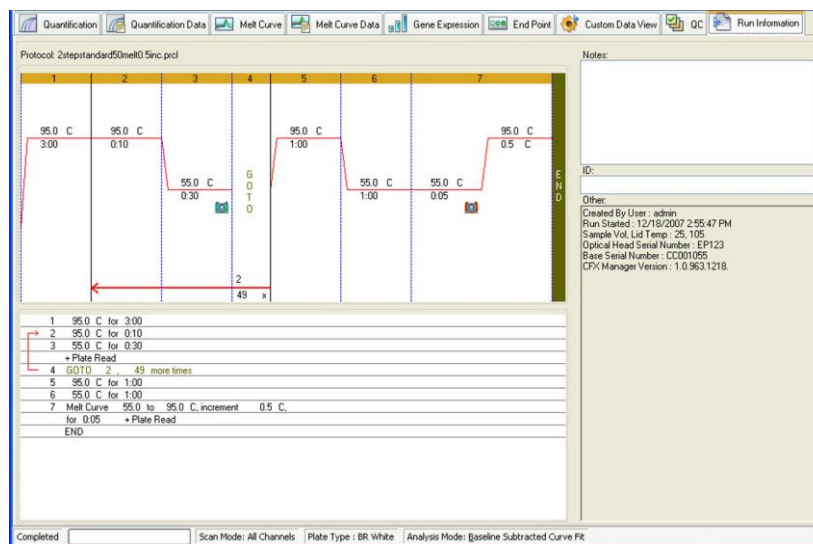 Quantification Quantification Data Melt Curve Melt Curve Data Gene Expression End Point Custom Data View QC Run Information
Protocol: 2stepstandard50melt0.5inc.prcl
1 2 3 4 5 6 7
95.0 C 95.0 C 95.0 C 95.0 C
3:00 0:10 1:00 0.5 C
55.0 C 55.0 C 55.0 C
0:30 1:00 0:05
GOTO
END
2
49 x
1 95.0 C for 3:00
2 95.0 C for 0:10
3 55.0 C for 0:30
+ Plate Read
4 GOTO 2 , 49 more times
5 95.0 C for 1:00
6 55.0 C for 1:00
7 Melt Curve 55.0 to 95.0 C, increment 0.5 C,
for 0:05 + Plate Read
END
Notes:
ID:
Other:
Created By User : admin
Run Started : 12/18/2007 2:55:47 PM
Sample Vol, Lid Temp : 25, 105
Optical Head Serial Number : EP123
Base Serial Number : CC001055
CFX Manager Version : 1.0.963.1218.
Completed Scan Mode: All Channels Plate Type : BR White Analysis Mode: Baseline Subtracted Curve Fit